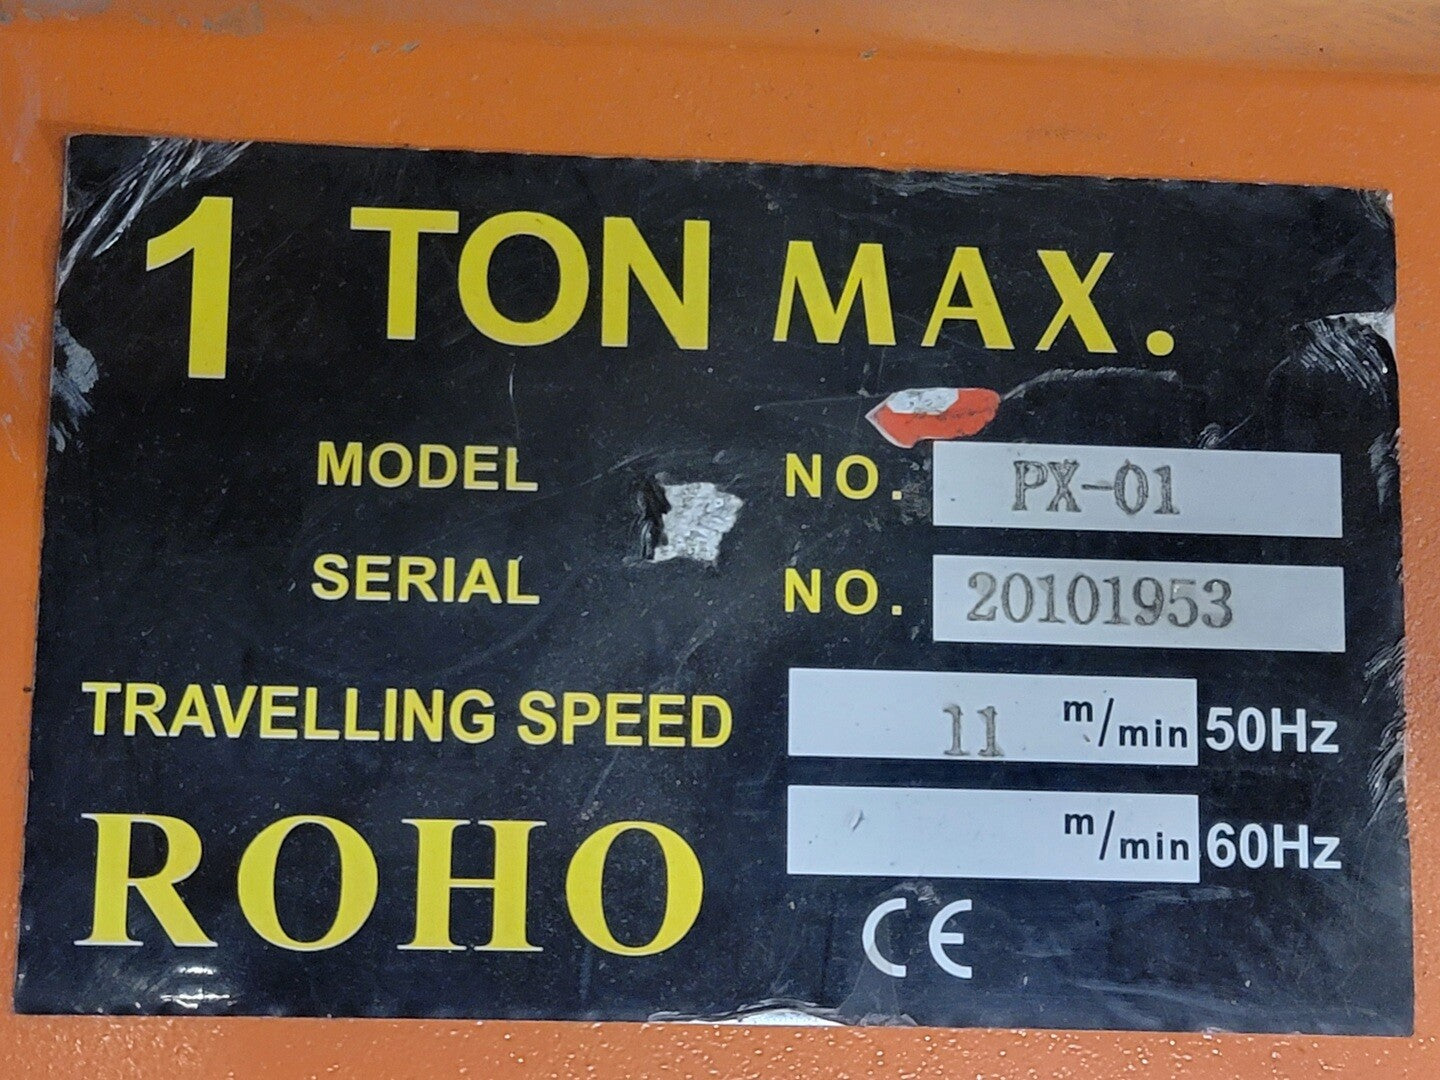 1 TON MAX.
MODEL NO. PX-01
SERIAL NO. 20101953
TRAVELLING SPEED 11 m/min 50Hz
m/min 60Hz
ROHO
CE